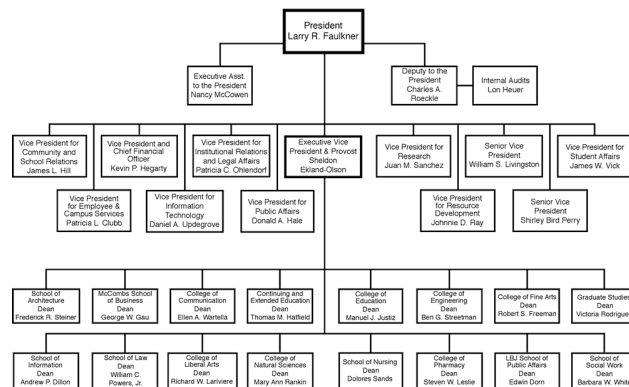 President
Larry R. Faulkner
Executive Asst.
to the President
Nancy McCowen
Deputy to the
President
Charles A.
Roeckle
Internal Audits
Lon Heuer
Vice President for
Community and
School Relations
James L. Hill
Vice President and
Chief Financial
Officer
Kevin P. Hegarty
Vice President for
Institutional Relations
and Legal Affairs
Patricia C. Ohlendorf
Executive Vice
President & Provost
Sheldon
Ekland-Olson
Vice President for
Research
Juan M. Sanchez
Senior Vice
President
William S. Livingston
Vice President for
Student Affairs
James W. Vick
Vice President
for Employee &
Campus Services
Patricia L. Clubb
Vice President for
Information
Technology
Daniel A. Updegrove
Vice President for
Public Affairs
Donald A. Hale
Vice President
for Resource
Development
Johnnie D. Ray
Senior Vice
President
Shirley Bird Perry
School of
Architecture
Dean
Frederick R. Steiner
McCombs School
of Business
Dean
George W. Gau
College of
Communication
Dean
Ellen A. Wartella
Continuing and
Extended Education
Dean
Thomas M. Hatfield
College of
Education
Dean
Manuel J. Justiz
College of
Engineering
Dean
Ben G. Streetman
College of Fine Arts
Dean
Robert S. Freeman
Graduate Studies
Dean
Victoria Rodrigue
School of
Information
Dean
Andrew P. Dillon
School of Law
Dean
William C.
Powers, Jr.
College of
Liberal Arts
Dean
Richard W. Lariviere
College of
Natural Sciences
Dean
Mary Ann Rankin
School of Nursing
Dean
Dolores Sands
College of
Pharmacy
Dean
Steven W. Leslie
LBJ School of
Public Affairs
Dean
Edwin Dorn
School of
Social Work
Dean
Barbara W. White